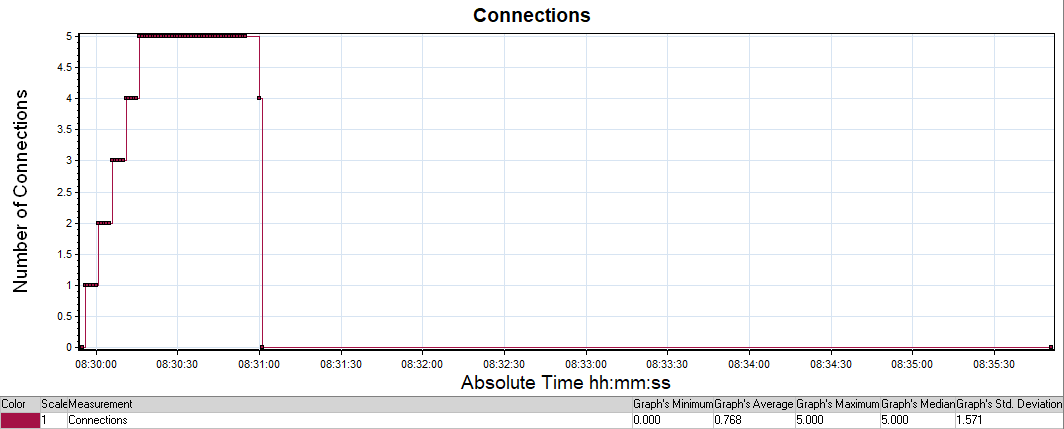 Connections
Number of Connections
5
4.5
4
3.5
3
2.5
2
1.5
1
0.5
0
08:30:00 08:30:30 08:31:00 08:31:30 08:32:00 08:32:30 08:33:00 08:33:30 08:34:00 08:34:30 08:35:00 08:35:30
Absolute Time hh:mm:ss
Color Scale Measurement Graph's Minimum Graph's Average Graph's Maximum Graph's Median Graph's Std. Deviation
1 Connections 0.000 0.768 5.000 5.000 1.571